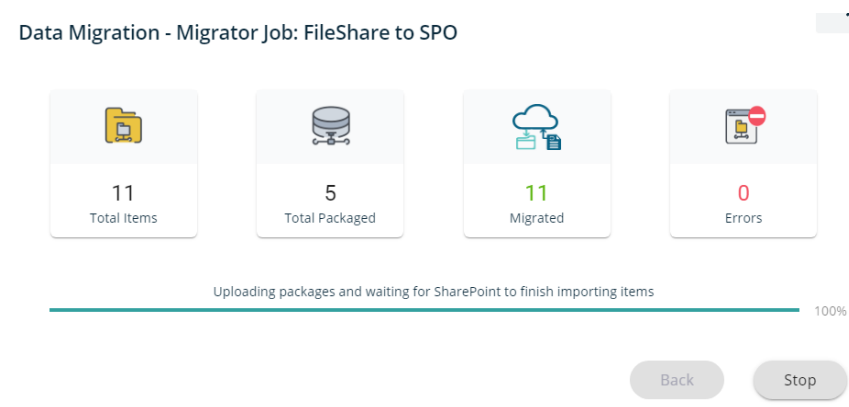 Data Migration - Migrator Job: FileShare to SPO
11
Total Items
5
Total Packaged
11
Migrated
0
Errors
Uploading packages and waiting for SharePoint to finish importing items
100%
Back
Stop